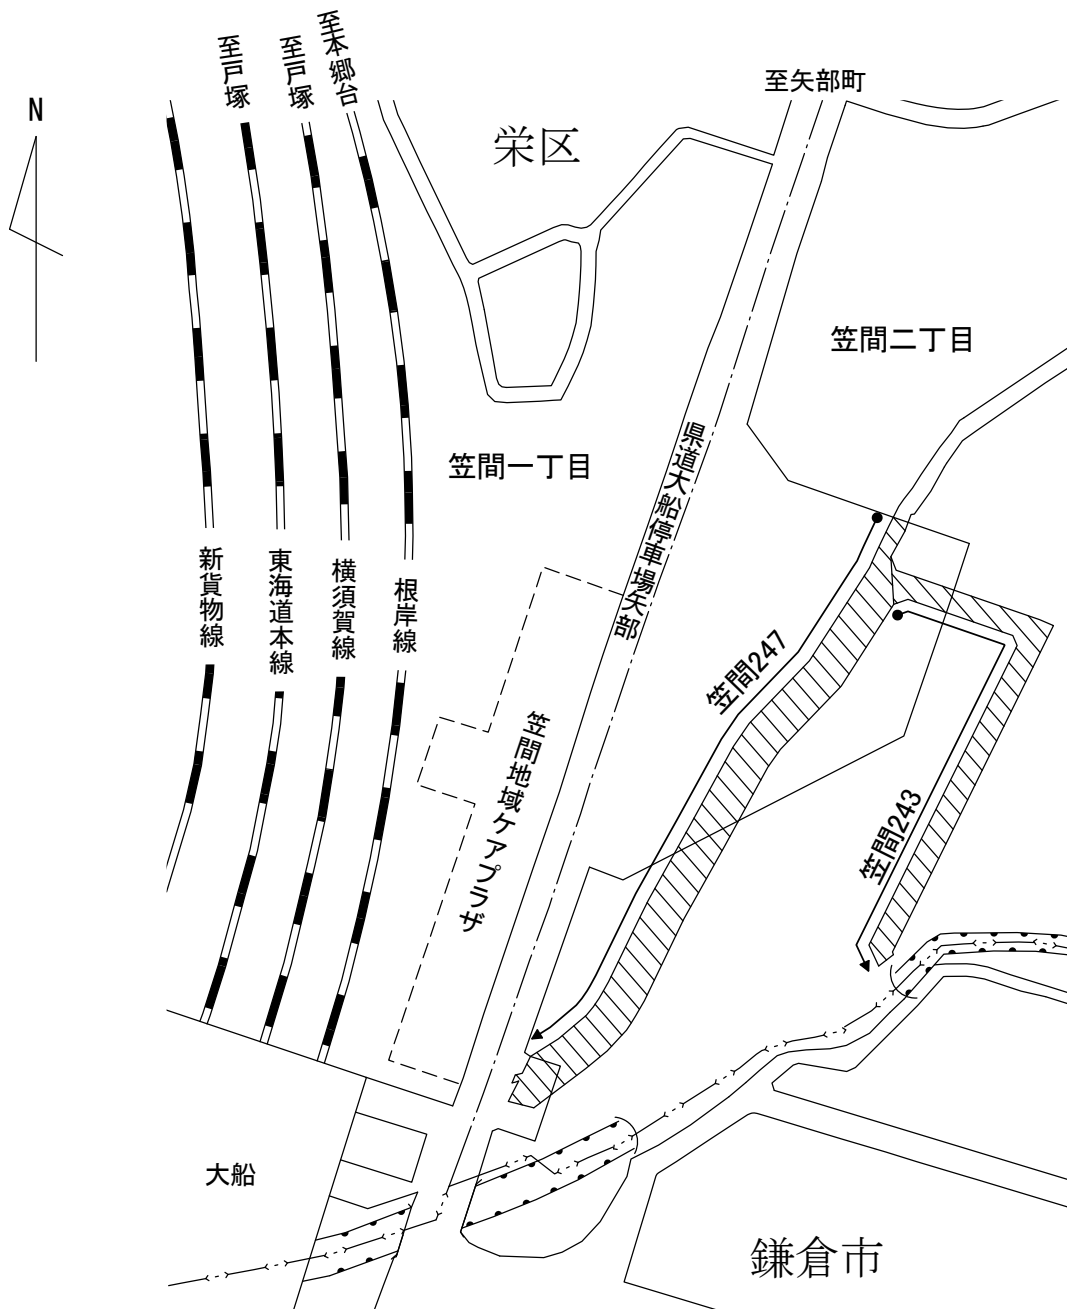 至戸塚
至戸塚
至本郷台
至矢部町
N
栄区
笠間二丁目
笠間一丁目
県道大船停車場矢部
新貨物線
東海道本線
横須賀線
根岸線
笠間247
笠間地域ケアプラザ
笠間243
大船
鎌倉市